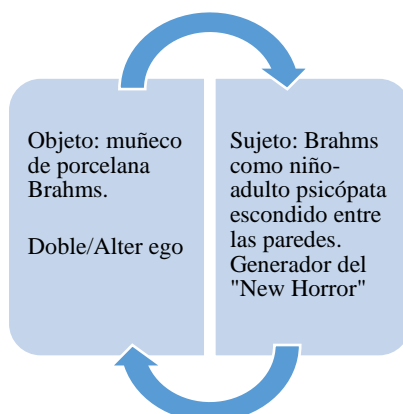 Objeto: muñeco
de porcelana
Brahms.
Doble/Alter ego
Sujeto: Brahms
como niño-
adulto psicópata
escondido entre
las paredes.
Generador del
"New Horror"